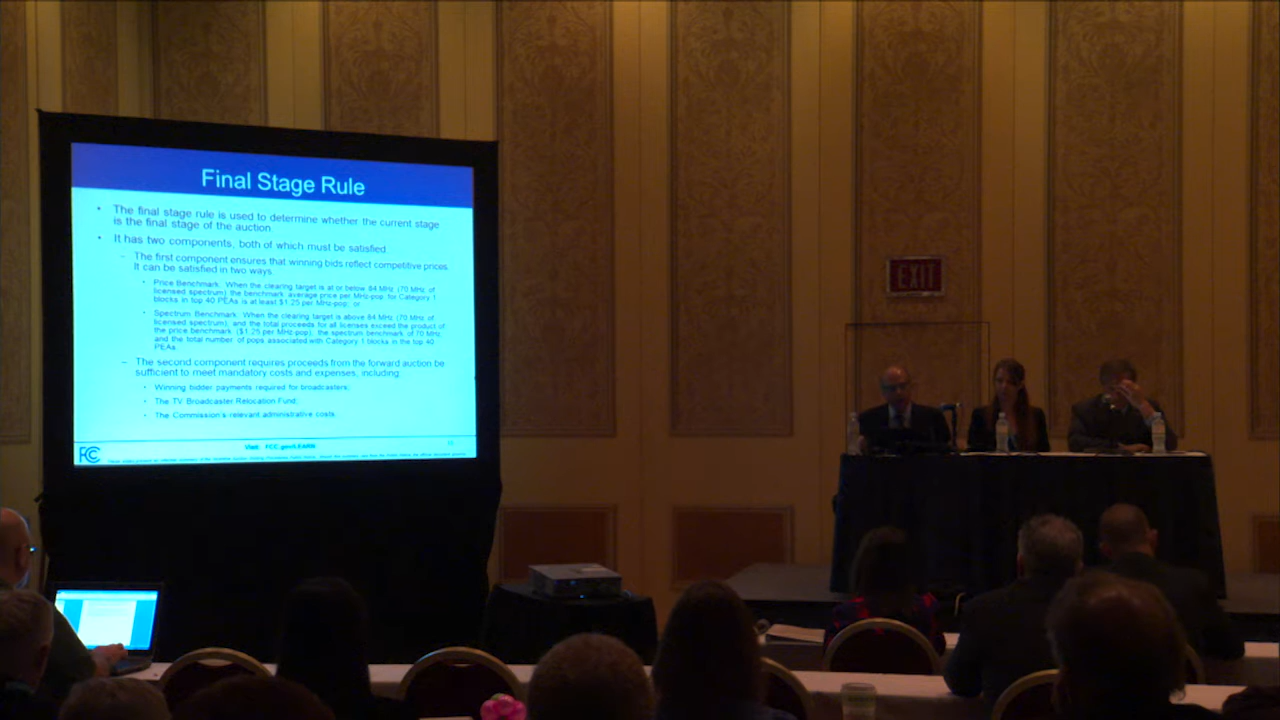 Final Stage Rule
• The final stage rule is used to determine whether the current stage
is the final stage of the auction.
• It has two components, both of which must be satisfied.
– The first component ensures that winning bids reflect competitive prices.
It can be satisfied in two ways.
• Price Benchmark: When the clearing target is at or below 84 MHz (70 MHz of
licensed spectrum) the benchmark average price per MHz-pop for Category 1
blocks in top 40 PEAs is at least $1.25 per MHz-pop; or
• Spectrum Benchmark: When the clearing target is above 84 MHz (70 MHz of
licensed spectrum), and the total proceeds for all licenses exceed the product of
the price benchmark ($1.25 per MHz-pop), the spectrum benchmark of 70 MHz,
and the total number of pops associated with Category 1 blocks in the top 40
PEAs.
– The second component requires proceeds from the forward auction be
sufficient to meet mandatory costs and expenses, including:
• Winning bidder payments required for broadcasters;
• The TV Broadcaster Relocation Fund;
• The Commission's relevant administrative costs.
Visit: FCC.gov/LEARN
FCC
EXIT